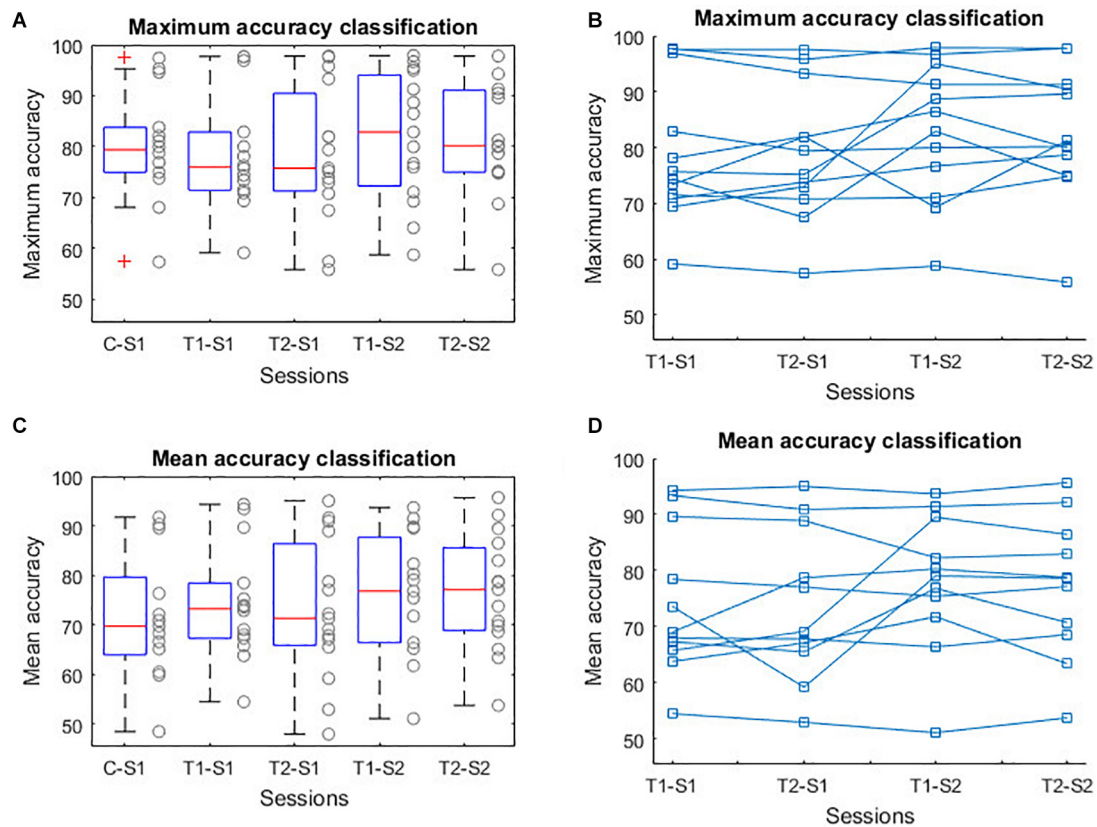 A
Maximum accuracy classification
Maximum accuracy
100
90
80
70
60
50
C-S1 T1-S1 T2-S1 T1-S2 T2-S2
Sessions
B
Maximum accuracy classification
Maximum accuracy
100
90
80
70
60
50
T1-S1 T2-S1 T1-S2 T2-S2
Sessions
C
Mean accuracy classification
Mean accuracy
100
90
80
70
60
50
C-S1 T1-S1 T2-S1 T1-S2 T2-S2
Sessions
D
Mean accuracy classification
Mean accuracy
100
90
80
70
60
50
T1-S1 T2-S1 T1-S2 T2-S2
Sessions